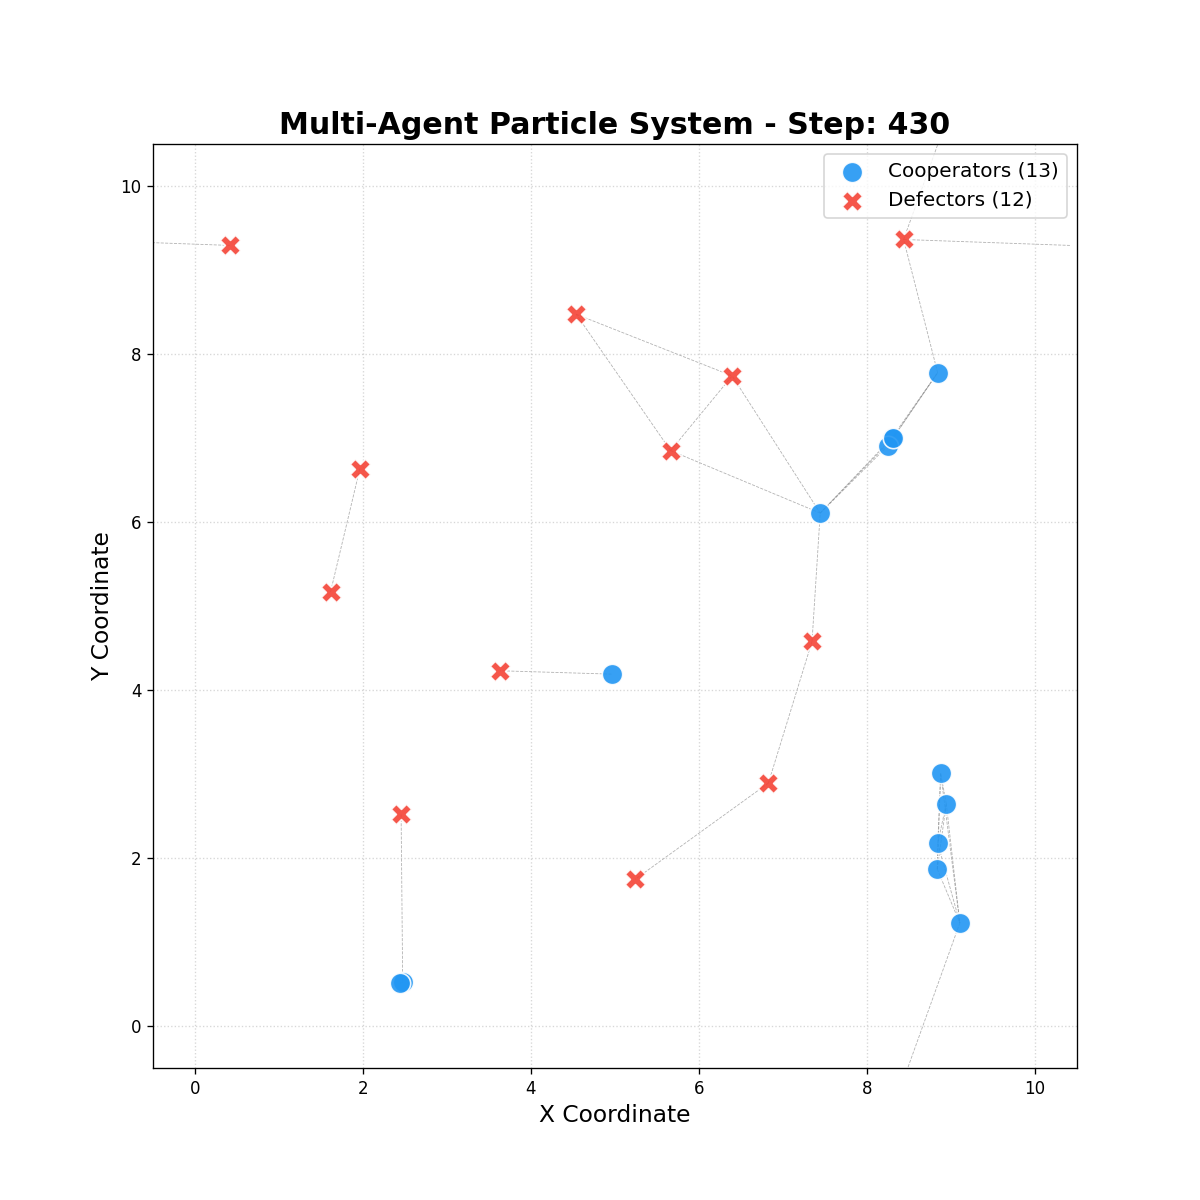 Multi-Agent Particle System - Step: 430
Cooperators (13)
Defectors (12)
Y Coordinate
10
8
6
4
2
0
0 2 4 6 8 10
X Coordinate